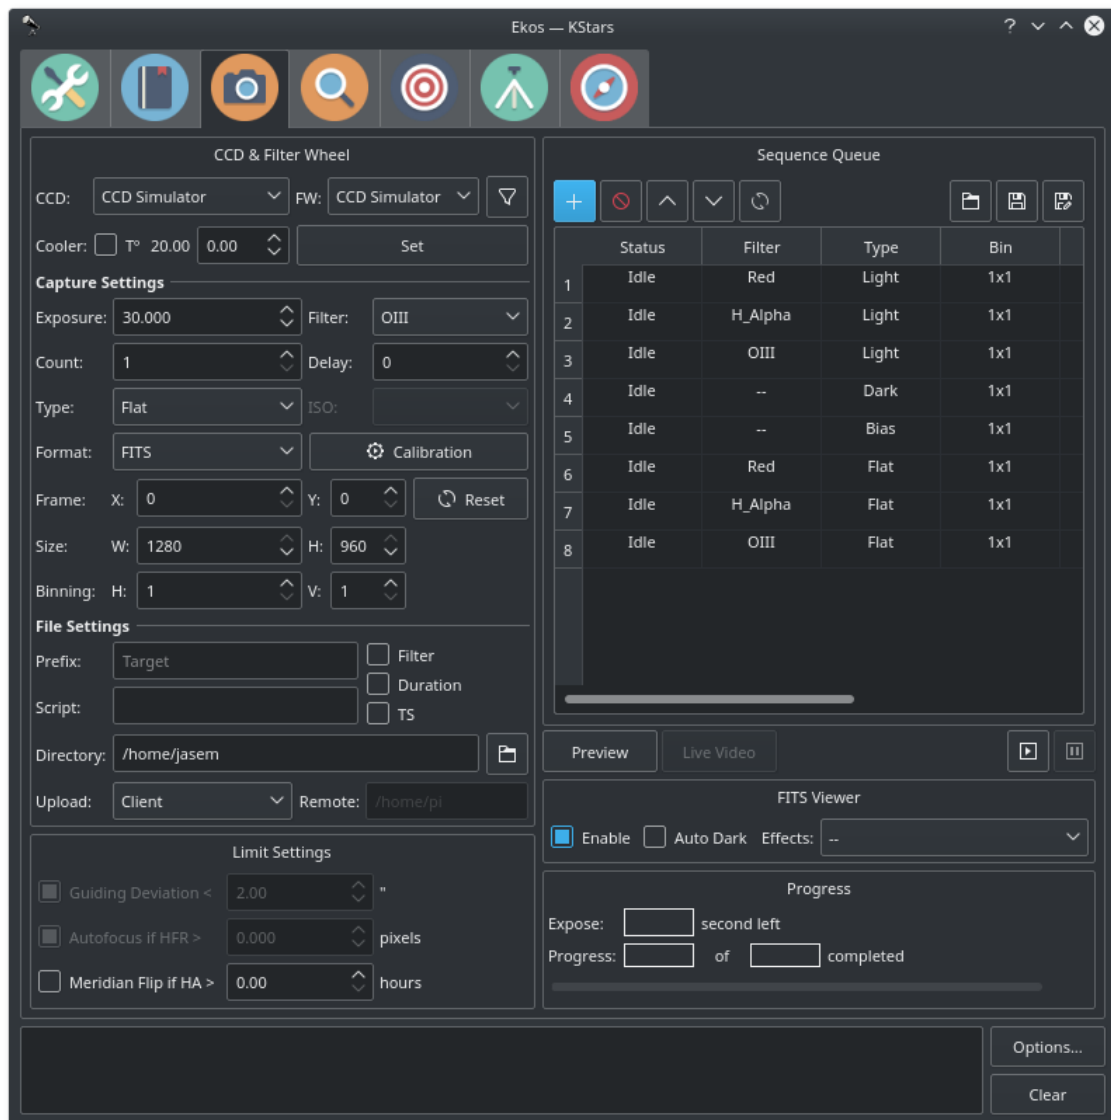 Ekos — KStars
?
CCD & Filter Wheel
CCD: CCD Simulator FW: CCD Simulator
Cooler: Tº 20.00 0.00 Set
Capture Settings
Exposure: 30.000 Filter: OIII
Count: 1 Delay: 0
Type: Flat ISO:
Format: FITS Calibration
Frame: X: 0 Y: 0 Reset
Size: W: 1280 H: 960
Binning: H: 1 V: 1
File Settings
Prefix: Target Filter
Duration
Script: TS
Directory: /home/jasem
Upload: Client Remote: /home/pi
Limit Settings
Guiding Deviation < 2.00 "
Autofocus if HFR > 0.000 pixels
Meridian Flip if HA > 0.00 hours
Sequence Queue
Status Filter Type Bin
1 Idle Red Light 1x1
2 Idle H_Alpha Light 1x1
3 Idle OIII Light 1x1
4 Idle -- Dark 1x1
5 Idle -- Bias 1x1
6 Idle Red Flat 1x1
7 Idle H_Alpha Flat 1x1
8 Idle OIII Flat 1x1
Preview Live Video
FITS Viewer
Enable Auto Dark Effects: --
Progress
Expose: second left
Progress: of completed
Options...
Clear